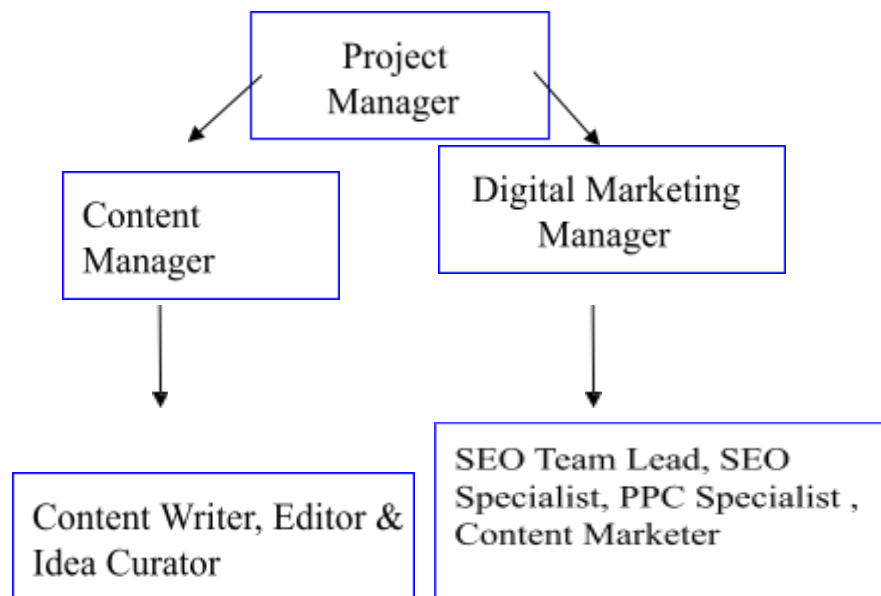 Project
Manager
Content
Manager
Digital Marketing
Manager
Content Writer, Editor &
Idea Curator
SEO Team Lead, SEO
Specialist, PPC Specialist ,
Content Marketer